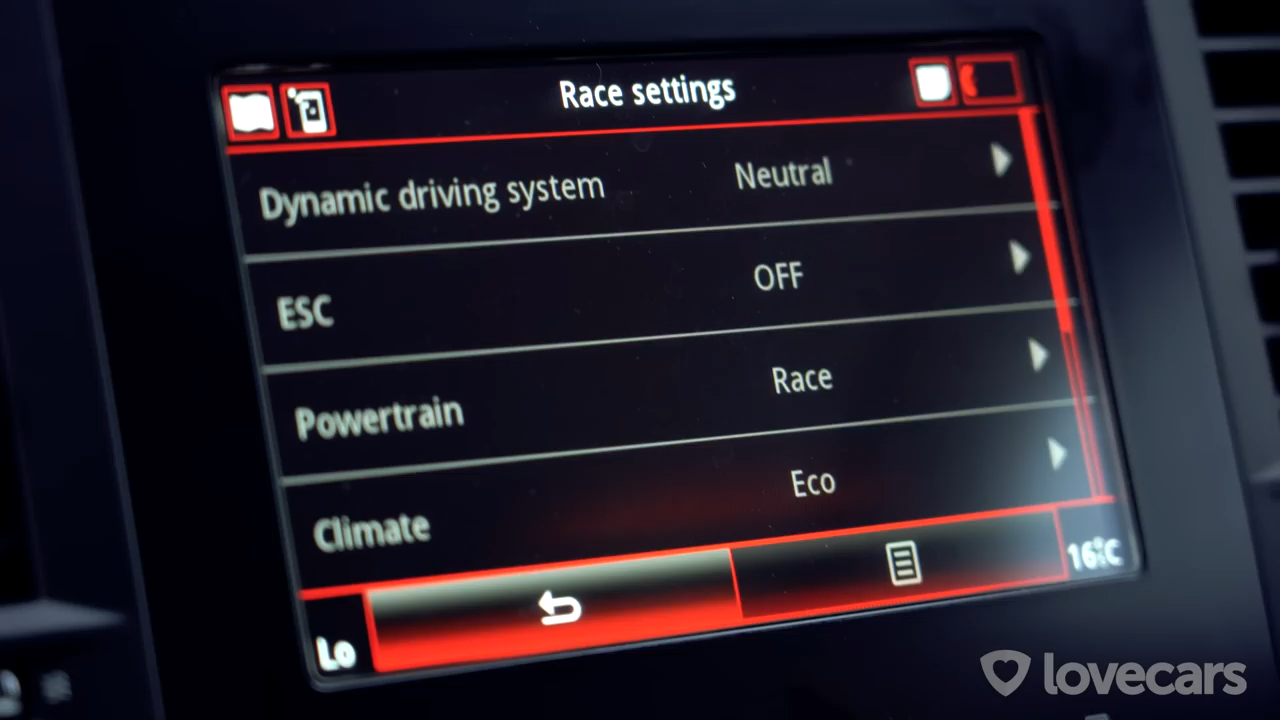 Race settings
Dynamic driving system Neutral
ESC OFF
Powertrain Race
Climate Eco
Lo 16°C
lovecars